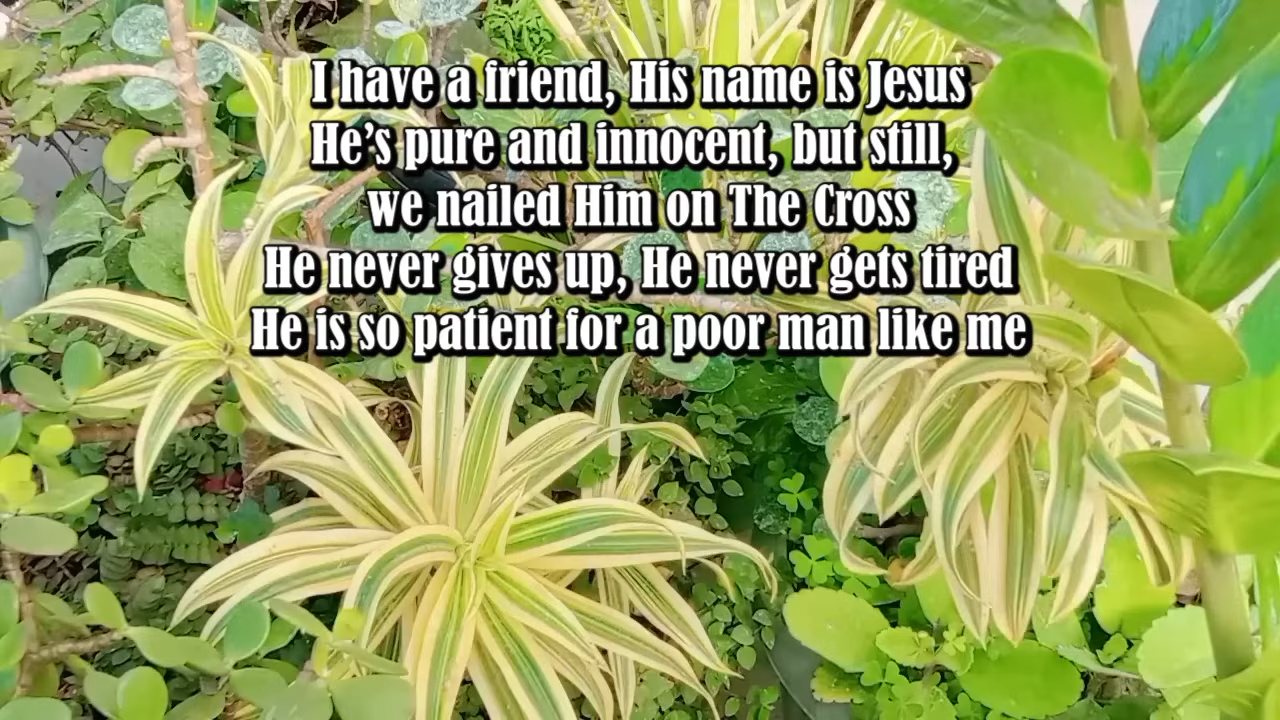 I have a friend, His name is Jesus
He's pure and innocent, but still,
we nailed Him on The Cross
He never gives up, He never gets tired
He is so patient for a poor man like me